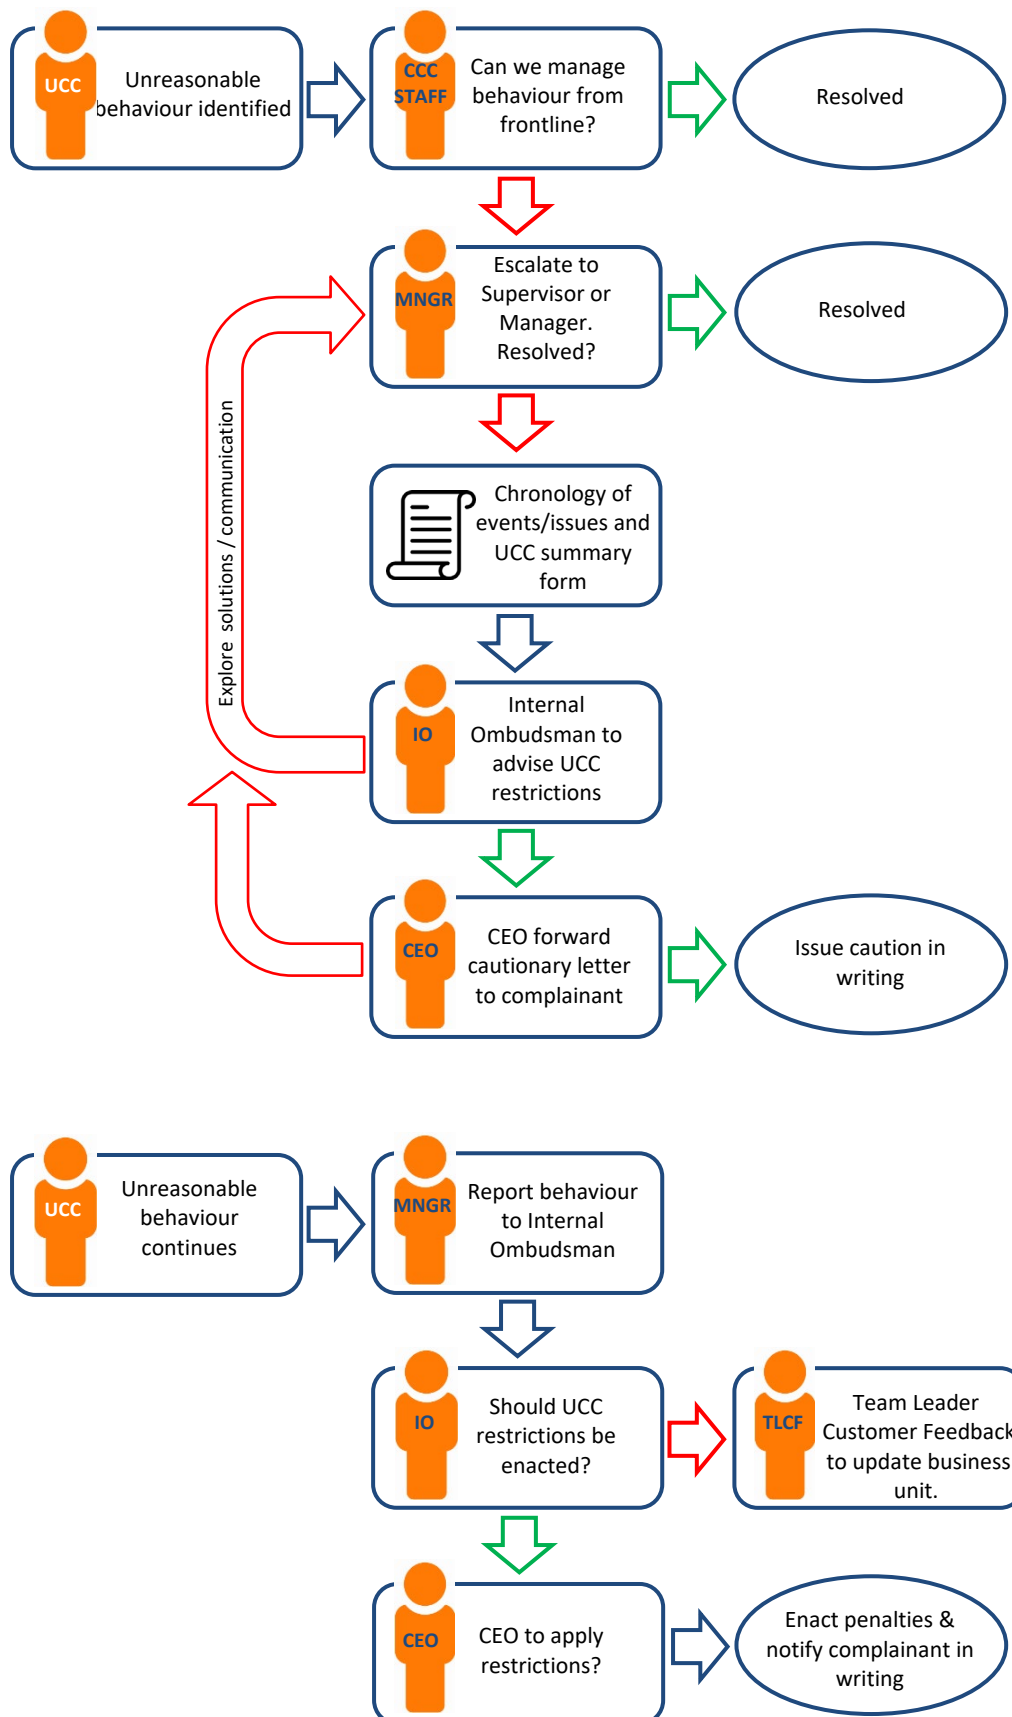 UCC
Unreasonable
behaviour identified
CCC
STAFF
Can we manage
behaviour from
frontline?
Resolved
MNGR
Escalate to
Supervisor or
Manager.
Resolved?
Resolved
Explore solutions / communication
Chronology of
events/issues and
UCC summary
form
IO
Internal
Ombudsman to
advise UCC
restrictions
CEO
CEO forward
cautionary letter
to complainant
Issue caution in
writing
UCC
Unreasonable
behaviour
continues
MNGR
Report behaviour
to Internal
Ombudsman
IO
Should UCC
restrictions be
enacted?
TLCF
Team Leader
Customer Feedback
to update business
unit.
CEO
CEO to apply
restrictions?
Enact penalties &
notify complainant in
writing